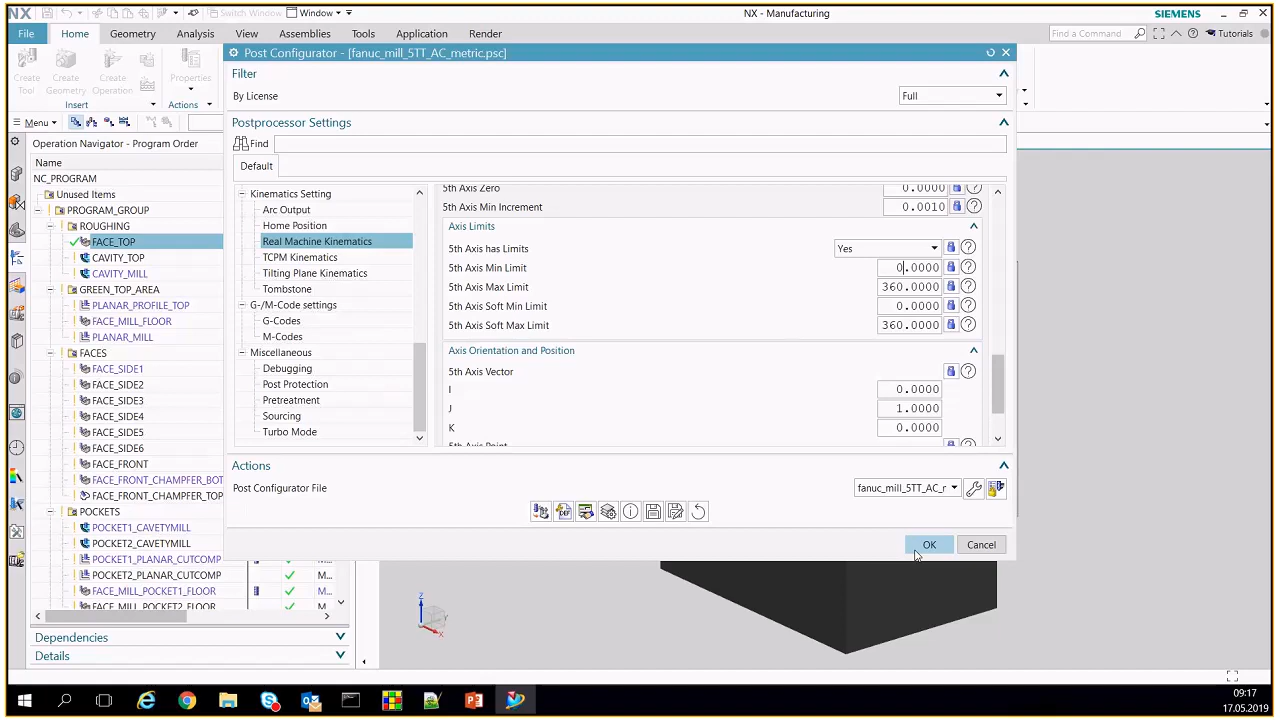 NX
Switch Window
Window
NX - Manufacturing
SIEMENS
File
Home
Geometry
Analysis
View
Assemblies
Tools
Application
Render
Find a Command
Tutorials
Create Tool
Create Geometry
Create Operation
Properties
Insert
Actions
Menu
Operation Navigator - Program Order
Name
NC_PROGRAM
Unused Items
PROGRAM_GROUP
ROUGHING
FACE_TOP
CAVITY_TOP
CAVITY_MILL
GREEN_TOP_AREA
PLANAR_PROFILE_TOP
FACE_MILL_FLOOR
PLANAR_MILL
FACES
FACE_SIDE1
FACE_SIDE2
FACE_SIDE3
FACE_SIDE4
FACE_SIDE5
FACE_SIDE6
FACE_FRONT
FACE_FRONT_CHAMPFER_BOT
FACE_FRONT_CHAMPFER_TOP
POCKETS
POCKET1_CAVETYMILL
POCKET2_CAVETYMILL
POCKET1_PLANAR_CUTCOMP
POCKET2_PLANAR_CUTCOMP M...
FACE_MILL_POCKET1_FLOOR M...
FACE_MILL_POCKET2_FLOOR M...
Dependencies
Details
Post Configurator - [fanuc_mill_5TT_AC_metric.psc]
Filter
By License
Full
Postprocessor Settings
Find
Default
Kinematics Setting
Arc Output
Home Position
Real Machine Kinematics
TCPM Kinematics
Tilting Plane Kinematics
Tombstone
G-/M-Code settings
G-Codes
M-Codes
Miscellaneous
Debugging
Post Protection
Pretreatment
Sourcing
Turbo Mode
5th Axis Zero 0.0000
5th Axis Min Increment 0.0010
Axis Limits
5th Axis has Limits Yes
5th Axis Min Limit 0.0000
5th Axis Max Limit 360.0000
5th Axis Soft Min Limit 0.0000
5th Axis Soft Max Limit 360.0000
Axis Orientation and Position
5th Axis Vector
I 0.0000
J 1.0000
K 0.0000
5th Axis Point
Actions
Post Configurator File
fanuc_mill_5TT_AC_r
OK
Cancel
Z
Y
X
09:17
17.05.2019